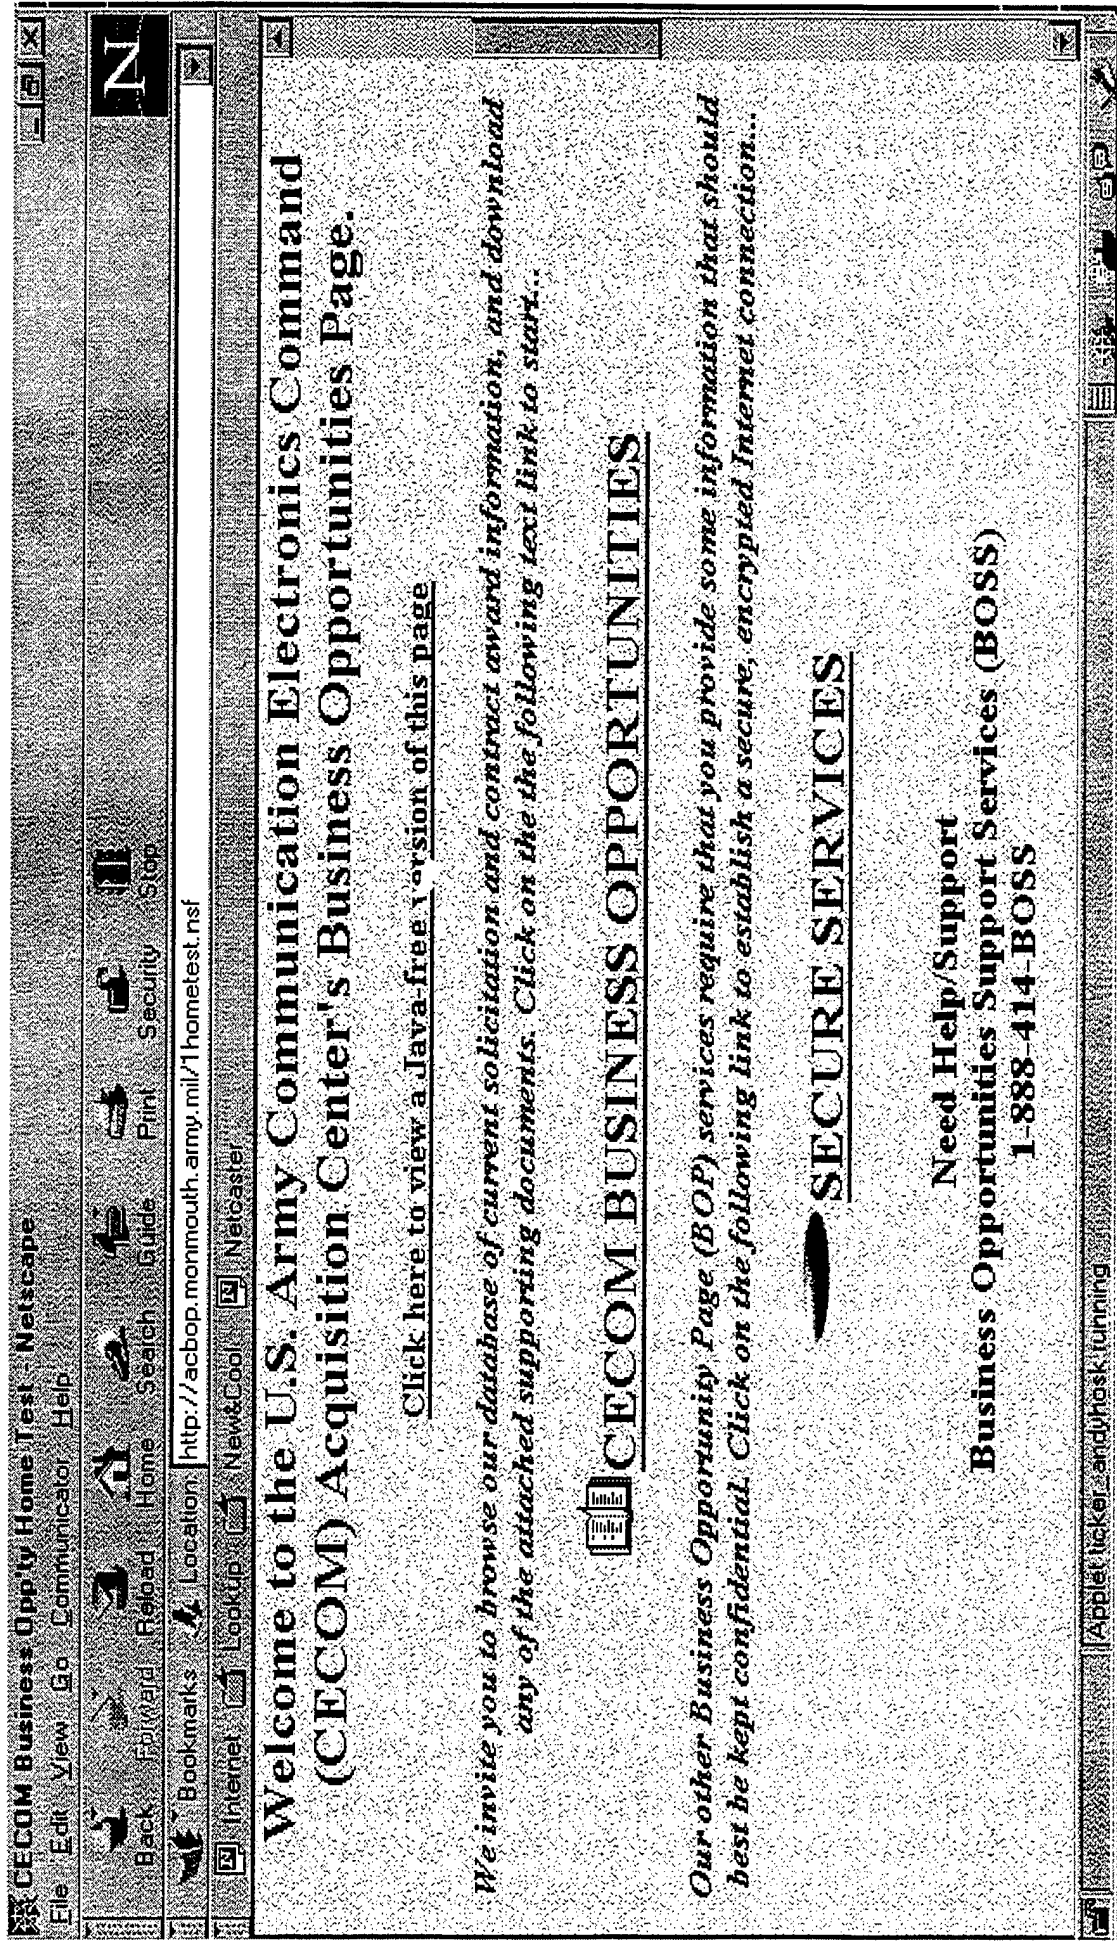 CECOM Business Opp'ty Home Test - Netscape
File Edit View Go Communicator Help
Back Forward Reload Home Search Guide Print Security Stop
N
Bookmarks Location http://acbop.monmouth.army.mil/1hometest.nsf
Internet Lookup New&Cool Netcaster
Welcome to the U.S. Army Communication Electronics Command
(CECOM) Acquisition Center's Business Opportunities Page.
Click here to view a Java-free version of this page
We invite you to browse our database of current solicitation and contract award information, and download
any of the attached supporting documents. Click on the the following text link to start...
CECOM BUSINESS OPPORTUNITIES
Our other Business Opportunity Page (BOP) services require that you provide some information that should
best be kept confidential. Click on the following link to establish a secure, encrypted Internet connection...
SECURE SERVICES
Need Help/Support
Business Opportunities Support Services (BOSS)
1-888-414-BOSS
Applet ticker_andyhosk running